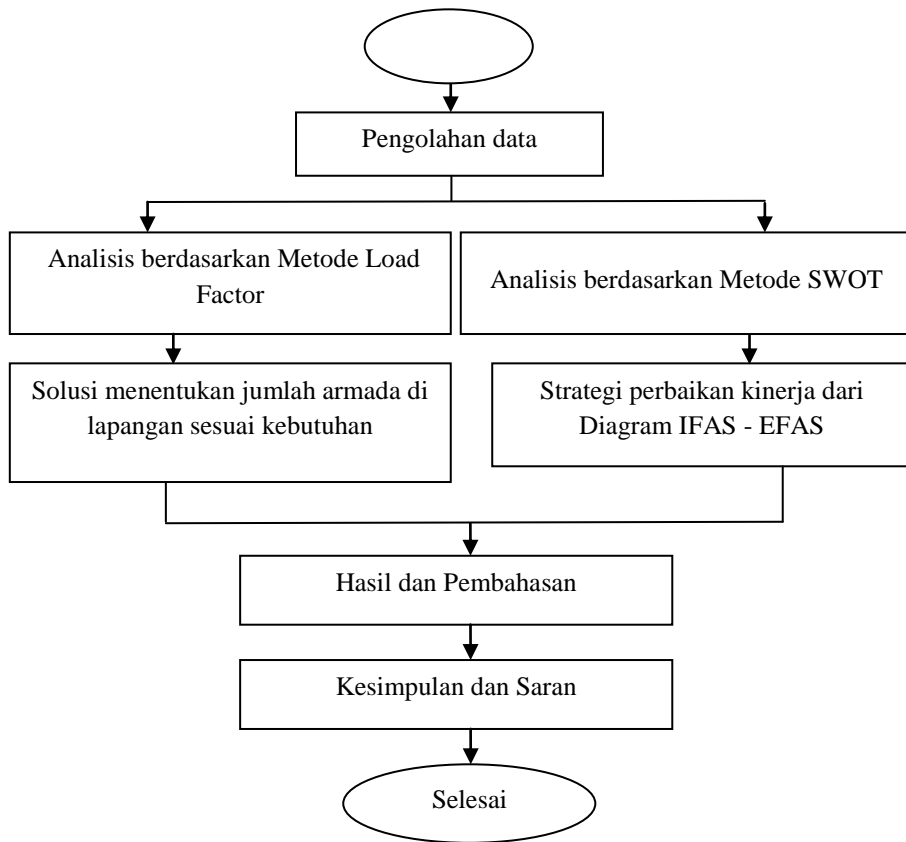 Pengolahan data
Analisis berdasarkan Metode Load
Factor
Analisis berdasarkan Metode SWOT
Solusi menentukan jumlah armada di
lapangan sesuai kebutuhan
Strategi perbaikan kinerja dari
Diagram IFAS - EFAS
Hasil dan Pembahasan
Kesimpulan dan Saran
Selesai